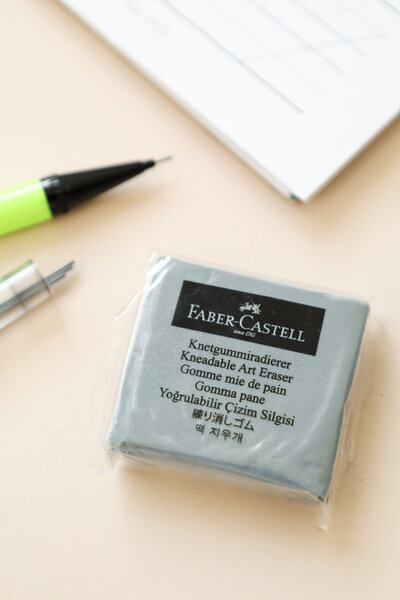 FABER-CASTELL
since 1761
Knetgummiradierer
Kneadable Art Eraser
Gomme mie de pain
Gomma pane
Yoğrulabilir Çizim Silgisi
練り消しゴム
떡 지우개